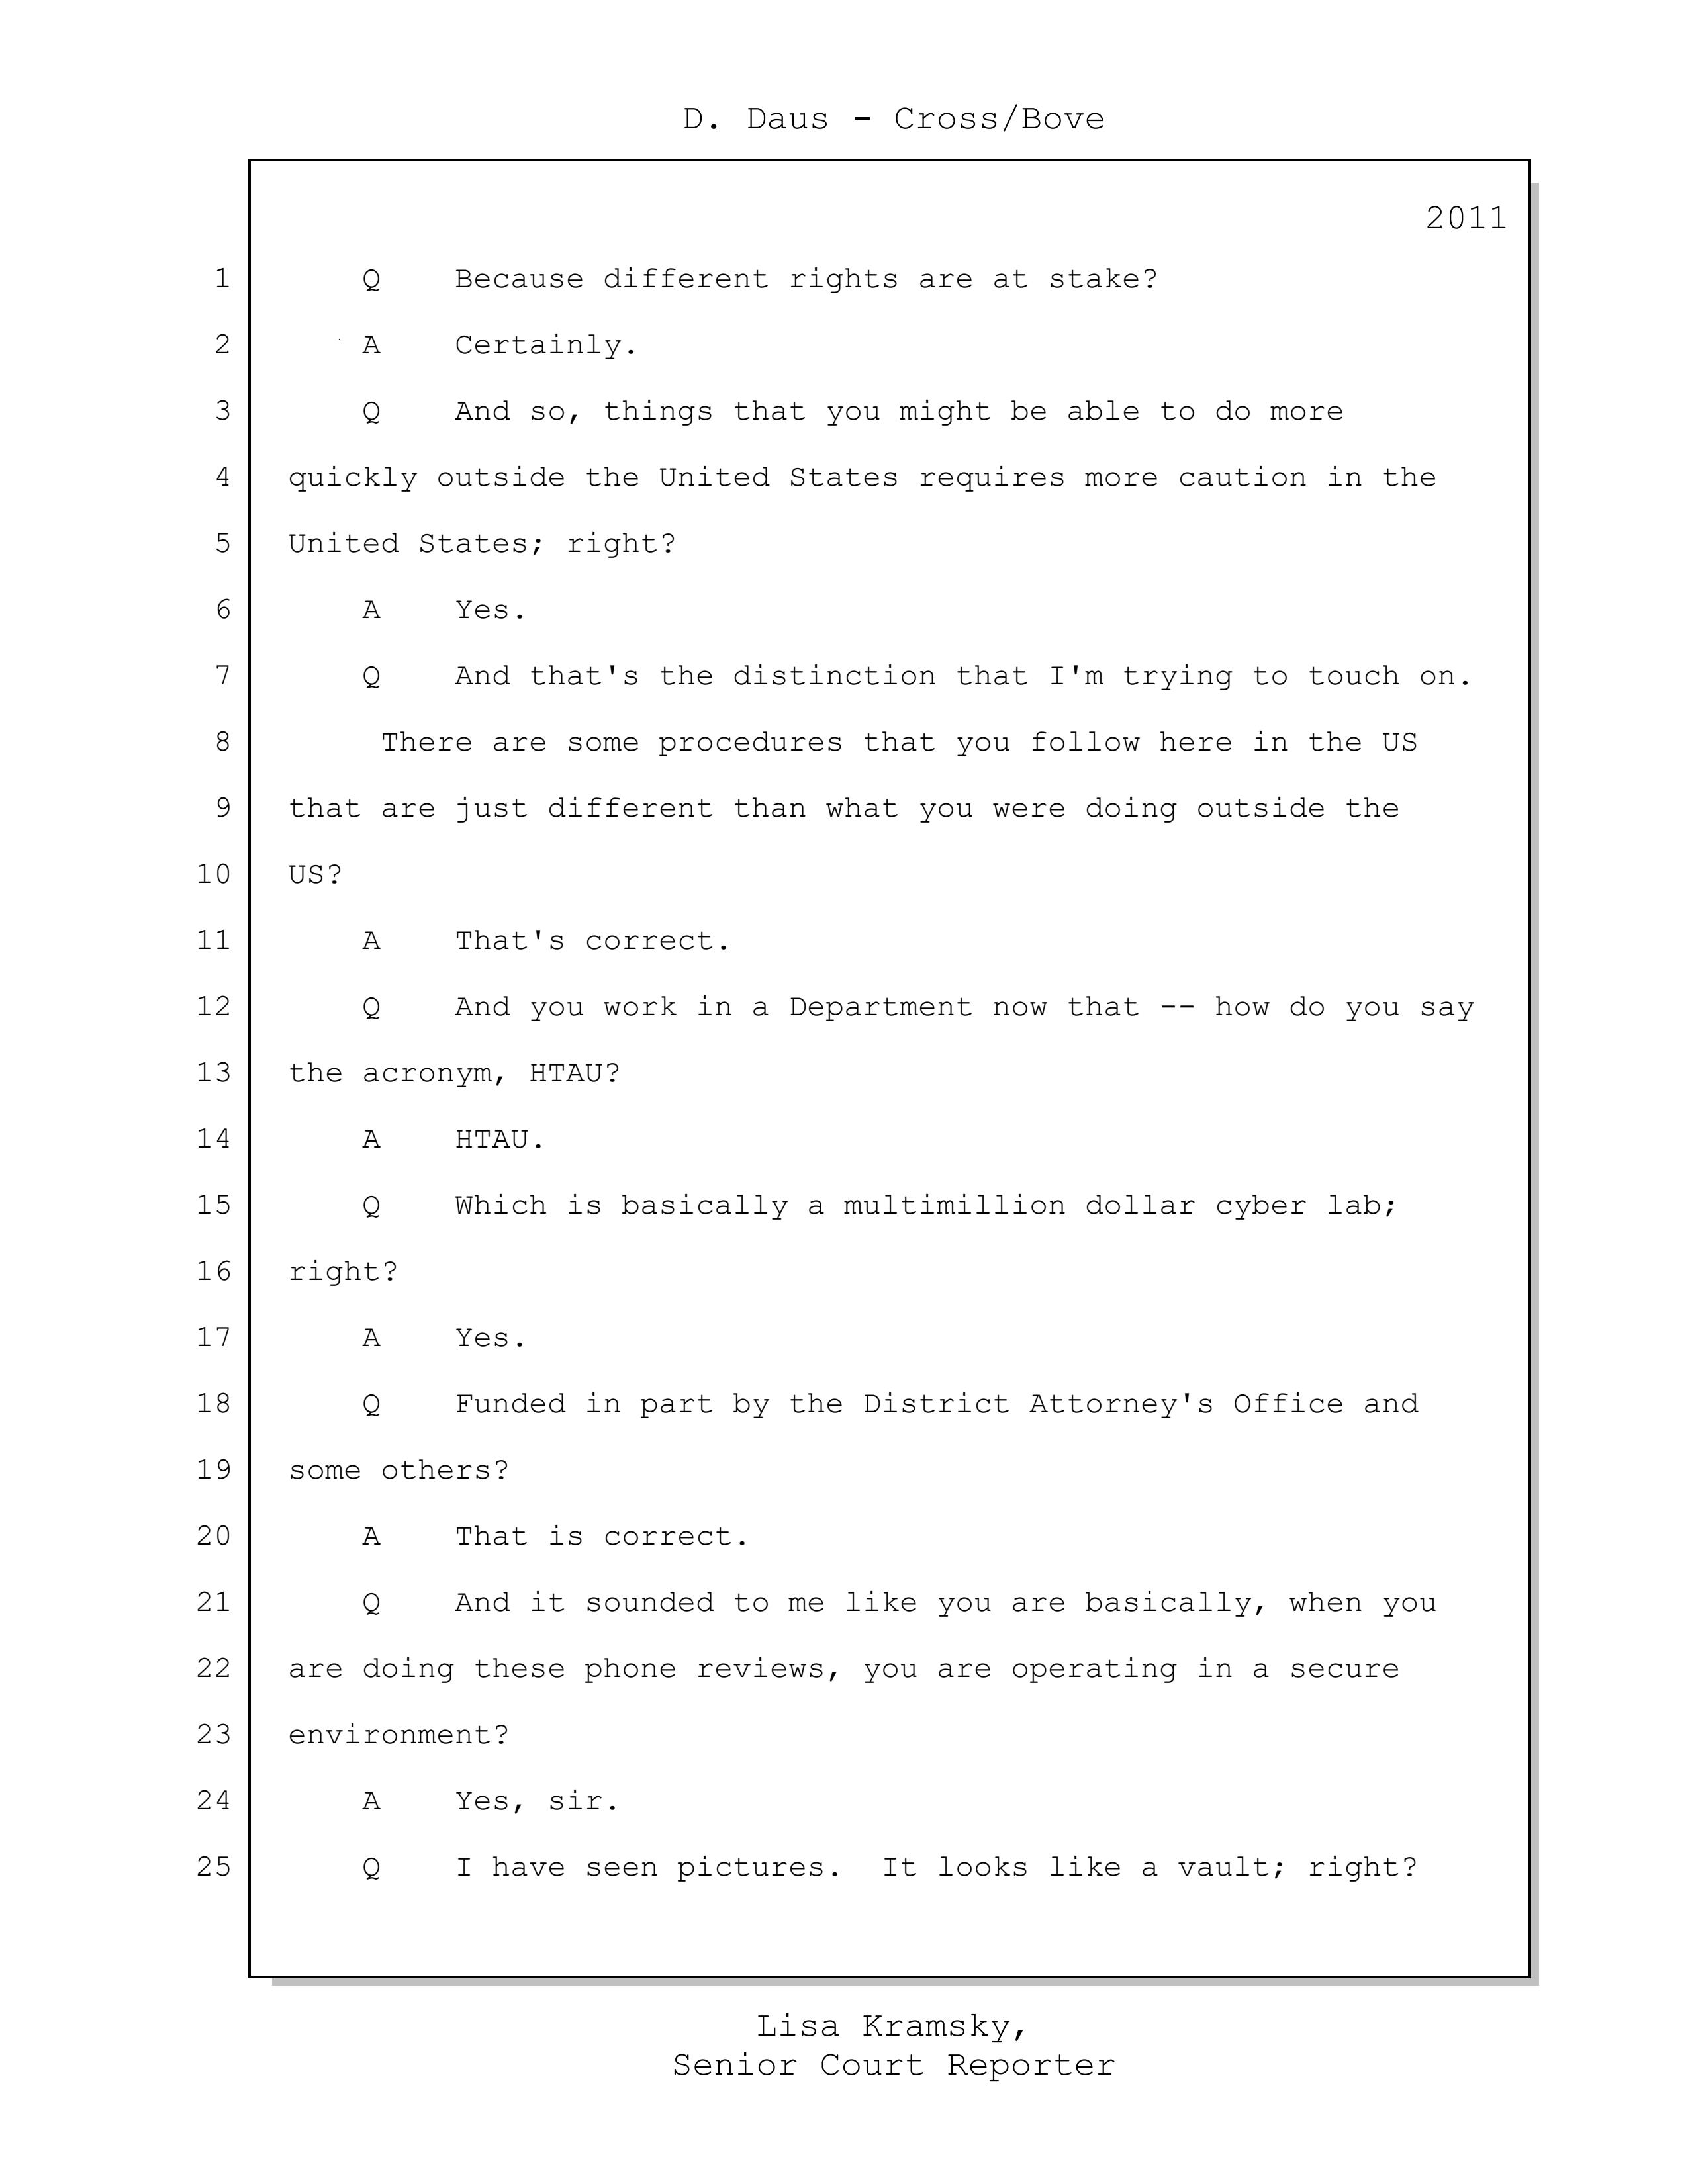 D. Daus - Cross/Bove
2011
1 Q Because different rights are at stake?
2 A Certainly.
3 Q And so, things that you might be able to do more
4 quickly outside the United States requires more caution in the
5 United States; right?
6 A Yes.
7 Q And that's the distinction that I'm trying to touch on.
8 There are some procedures that you follow here in the US
9 that are just different than what you were doing outside the
10 US?
11 A That's correct.
12 Q And you work in a Department now that -- how do you say
13 the acronym, HTAU?
14 A HTAU.
15 Q Which is basically a multimillion dollar cyber lab;
16 right?
17 A Yes.
18 Q Funded in part by the District Attorney's Office and
19 some others?
20 A That is correct.
21 Q And it sounded to me like you are basically, when you
22 are doing these phone reviews, you are operating in a secure
23 environment?
24 A Yes, sir.
25 Q I have seen pictures. It looks like a vault; right?
Lisa Kramsky,
Senior Court Reporter